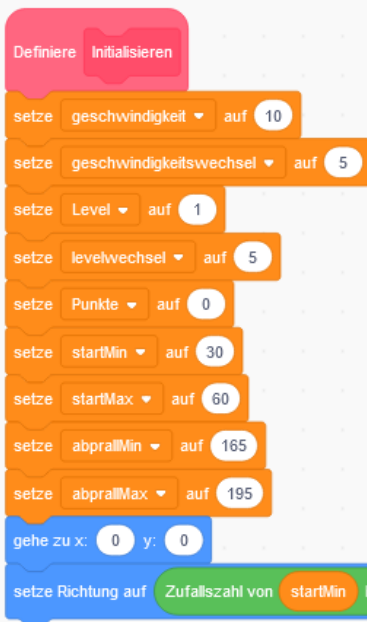 Definiere Initialisieren
setze geschwindigkeit auf 10
setze geschwindigkeitswechsel auf 5
setze Level auf 1
setze levelwechsel auf 5
setze Punkte auf 0
setze startMin auf 30
setze startMax auf 60
setze abprallMin auf 165
setze abprallMax auf 195
gehe zu x: 0 y: 0
setze Richtung auf Zufallszahl von startMin